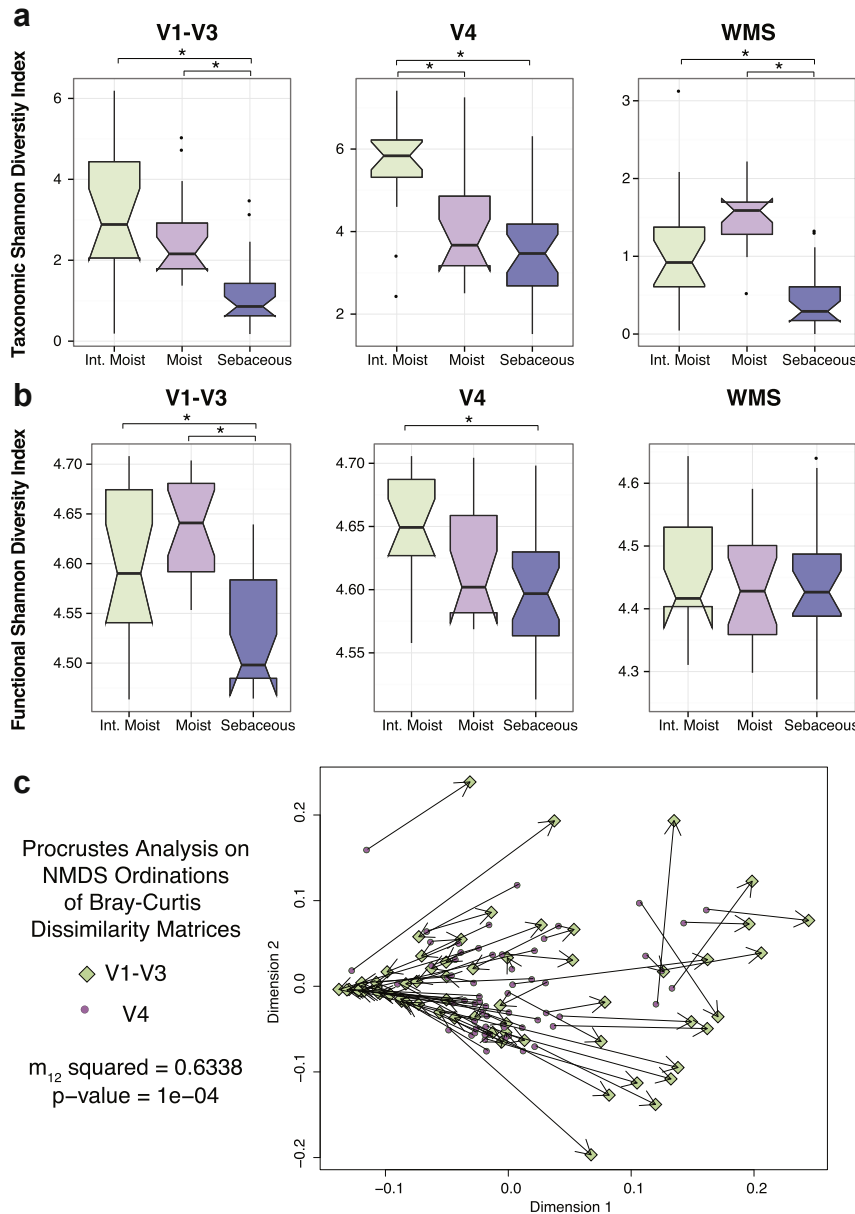 a
V1-V3
V4
WMS
*
*
*
*
*
*
Taxonomic Shannon Diverstiy Index
6
4
2
0
6
4
2
3
2
1
0
Int. Moist Moist Sebaceous
Int. Moist Moist Sebaceous
Int. Moist Moist Sebaceous
b
V1-V3
V4
WMS
*
*
*
Functional Shannon Diversity Index
4.70
4.65
4.60
4.55
4.50
4.70
4.65
4.60
4.55
4.6
4.5
4.4
4.3
Int. Moist Moist Sebaceous
Int. Moist Moist Sebaceous
Int. Moist Moist Sebaceous
c
Procrustes Analysis on
NMDS Ordinations
of Bray-Curtis
Dissimilarity Matrices
V1-V3
V4
m12 squared = 0.6338
p−value = 1e−04
Dimension 2
0.2
0.1
0.0
−0.1
−0.2
−0.1 0.0 0.1 0.2
Dimension 1